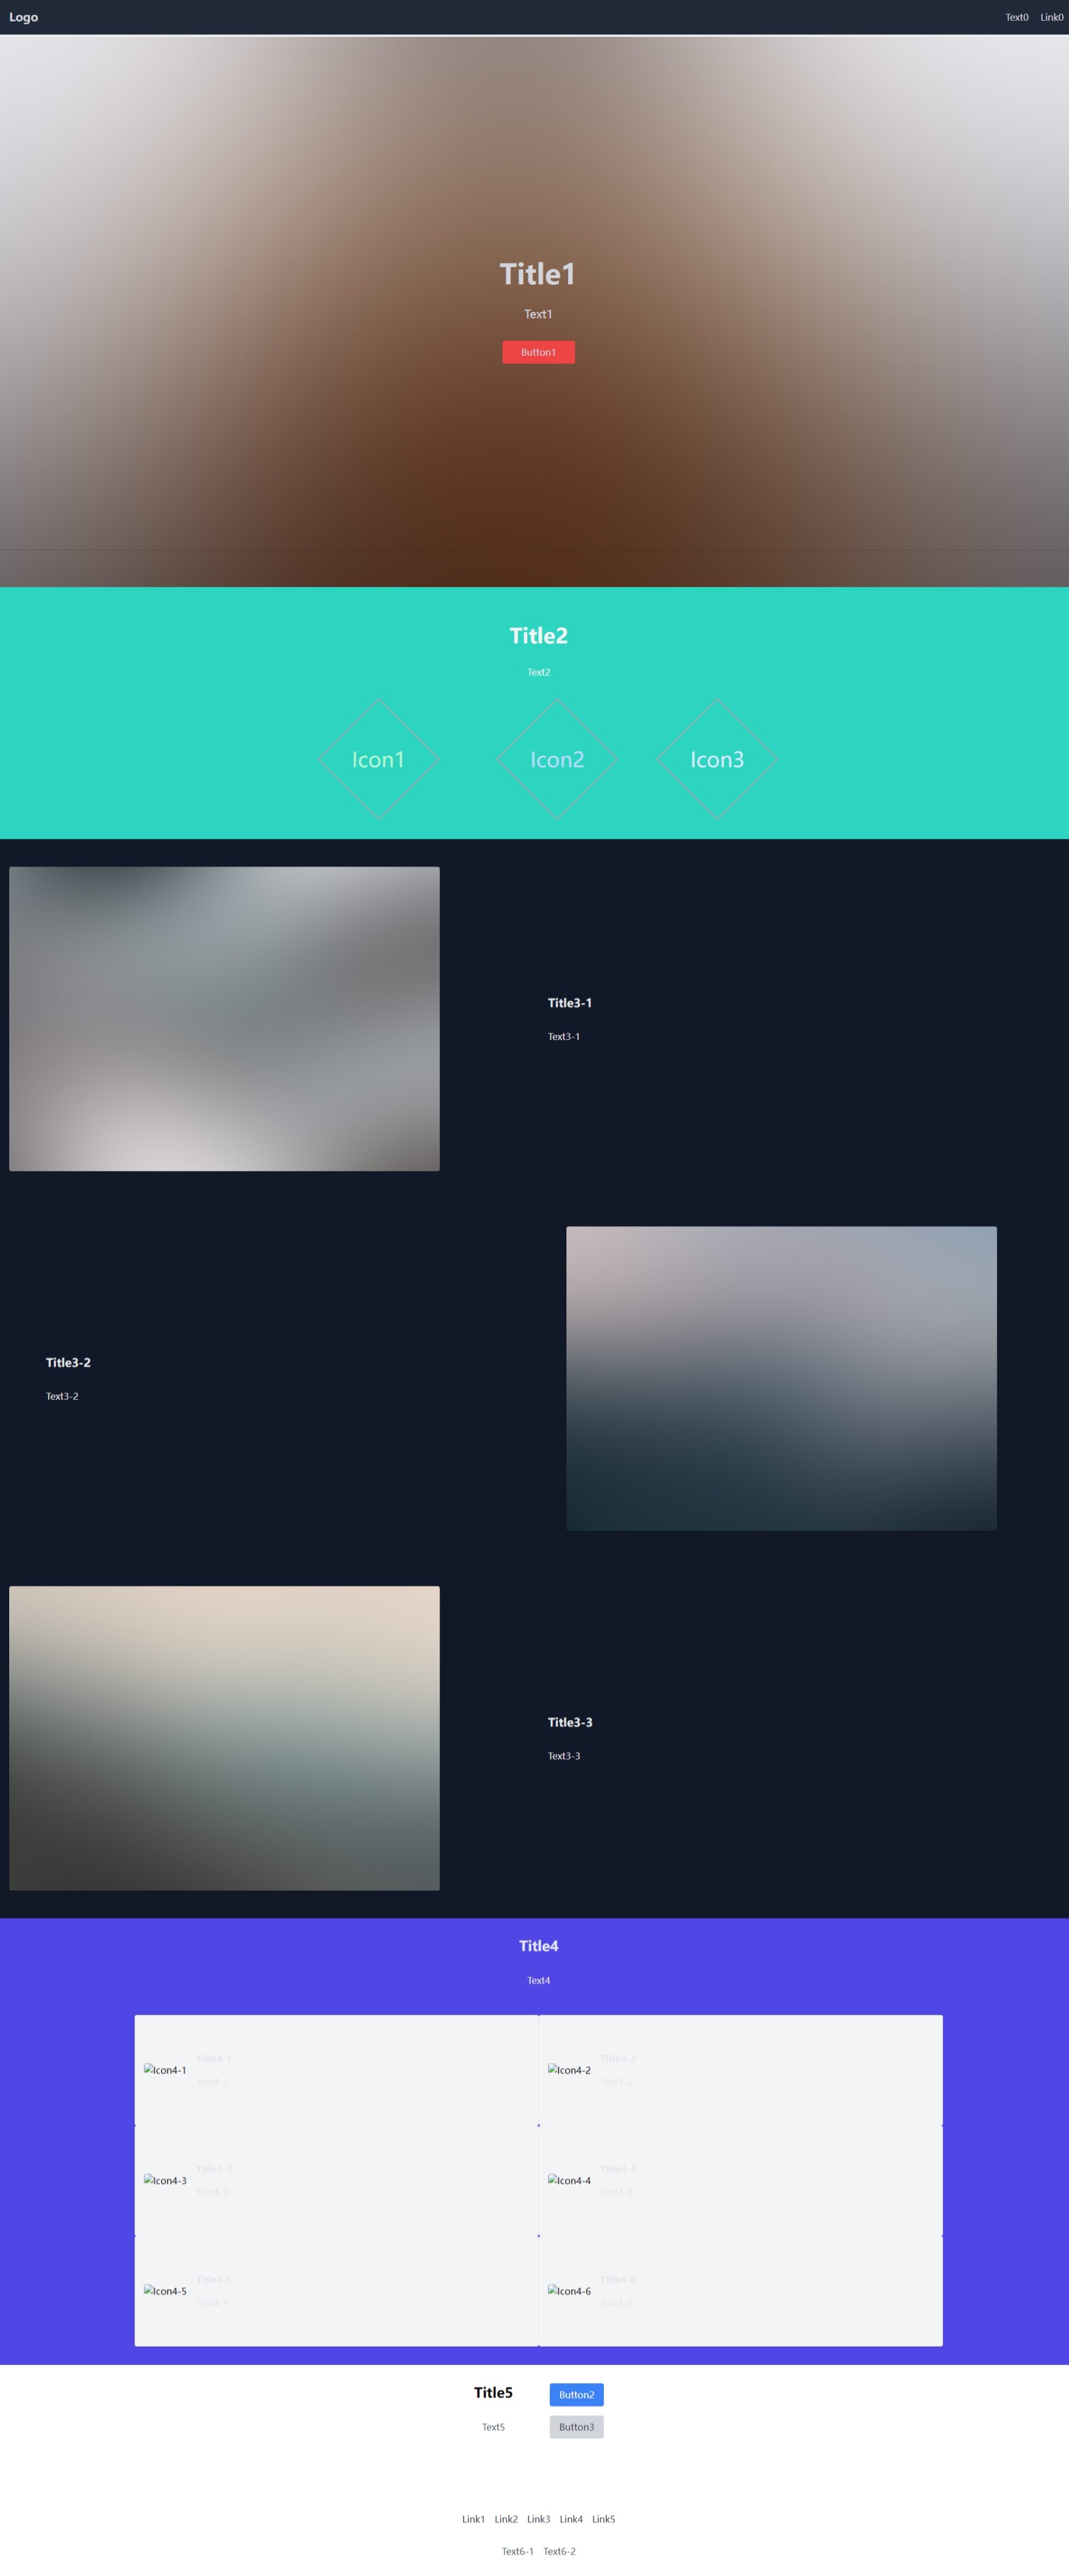 Logo
Text0 Link0
Title1
Text1
Button1
Title2
Text2
Icon1 Icon2 Icon3
Title3-1
Text3-1
Title3-2
Text3-2
Title3-3
Text3-3
Title4
Text4
Icon4-1
Title4-1
Text4-1
Icon4-2
Title4-2
Text4-2
Icon4-3
Title4-3
Text4-3
Icon4-4
Title4-4
Text4-4
Icon4-5
Title4-5
Text4-5
Icon4-6
Title4-6
Text4-6
Title5
Text5
Button2
Button3
Link1 Link2 Link3 Link4 Link5
Text6-1 Text6-2